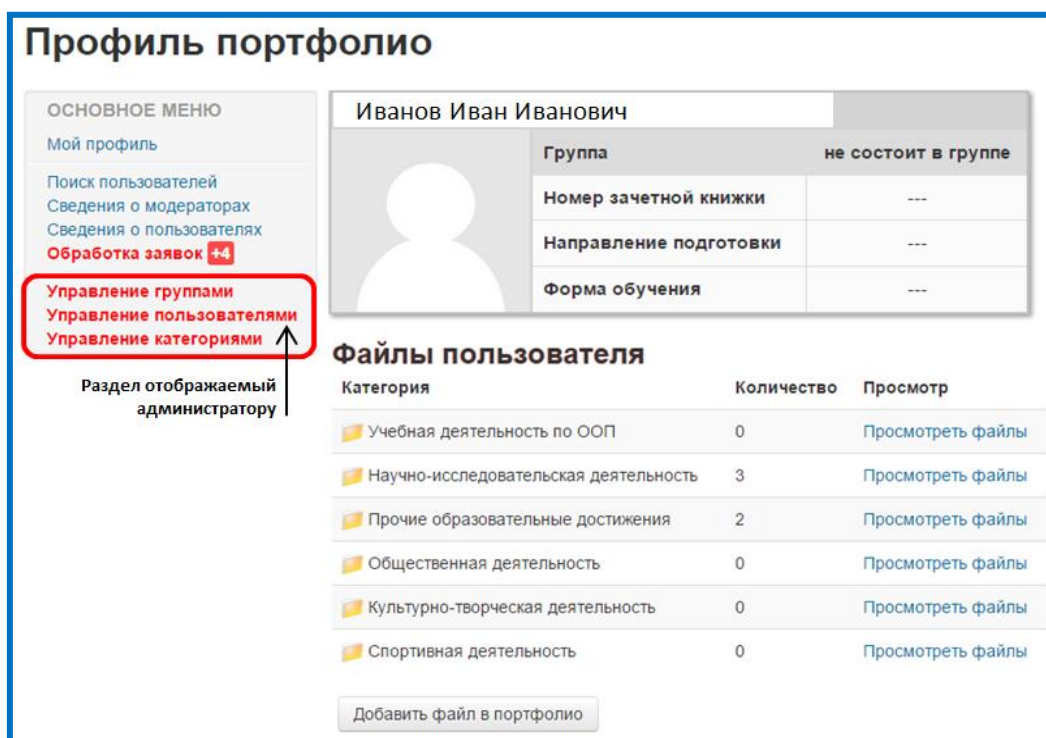 Профиль портфолио
ОСНОВНОЕ МЕНЮ
Мой профиль
Поиск пользователей
Сведения о модераторах
Сведения о пользователях
Обработка заявок +4
Управление группами
Управление пользователями
Управление категориями
Раздел отображаемый
администратору
Иванов Иван Иванович
Группа не состоит в группе
Номер зачетной книжки ---
Направление подготовки ---
Форма обучения ---
Файлы пользователя
Категория Количество Просмотр
Учебная деятельность по ООП 0 Просмотреть файлы
Научно-исследовательская деятельность 3 Просмотреть файлы
Прочие образовательные достижения 2 Просмотреть файлы
Общественная деятельность 0 Просмотреть файлы
Культурно-творческая деятельность 0 Просмотреть файлы
Спортивная деятельность 0 Просмотреть файлы
Добавить файл в портфолио